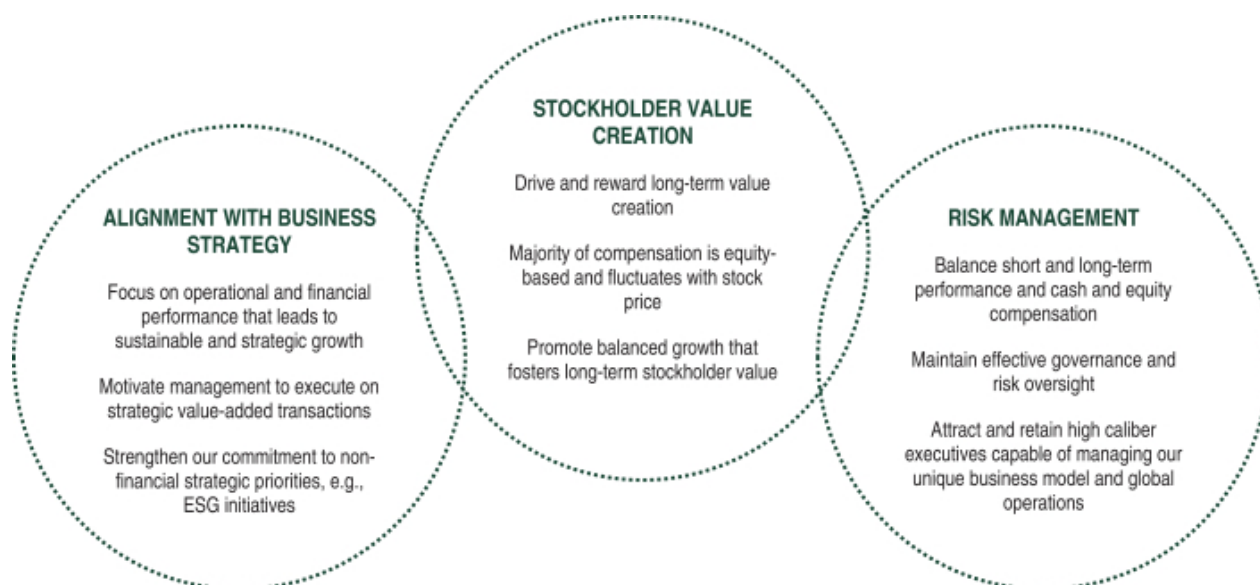 ALIGNMENT WITH BUSINESS
STRATEGY
Focus on operational and financial
performance that leads to
sustainable and strategic growth
Motivate management to execute on
strategic value-added transactions
Strengthen our commitment to non-
financial strategic priorities, e.g.,
ESG initiatives
STOCKHOLDER VALUE
CREATION
Drive and reward long-term value
creation
Majority of compensation is equity-
based and fluctuates with stock
price
Promote balanced growth that
fosters long-term stockholder value
RISK MANAGEMENT
Balance short and long-term
performance and cash and equity
compensation
Maintain effective governance and
risk oversight
Attract and retain high caliber
executives capable of managing our
unique business model and global
operations